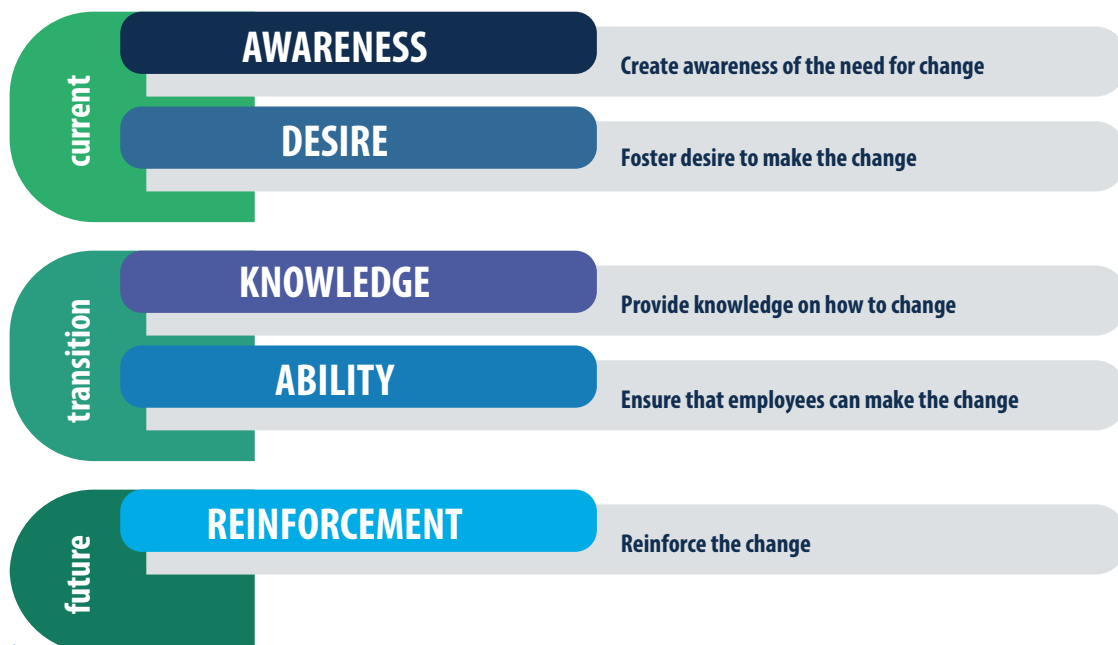 current
AWARENESS
Create awareness of the need for change
DESIRE
Foster desire to make the change
transition
KNOWLEDGE
Provide knowledge on how to change
ABILITY
Ensure that employees can make the change
future
REINFORCEMENT
Reinforce the change